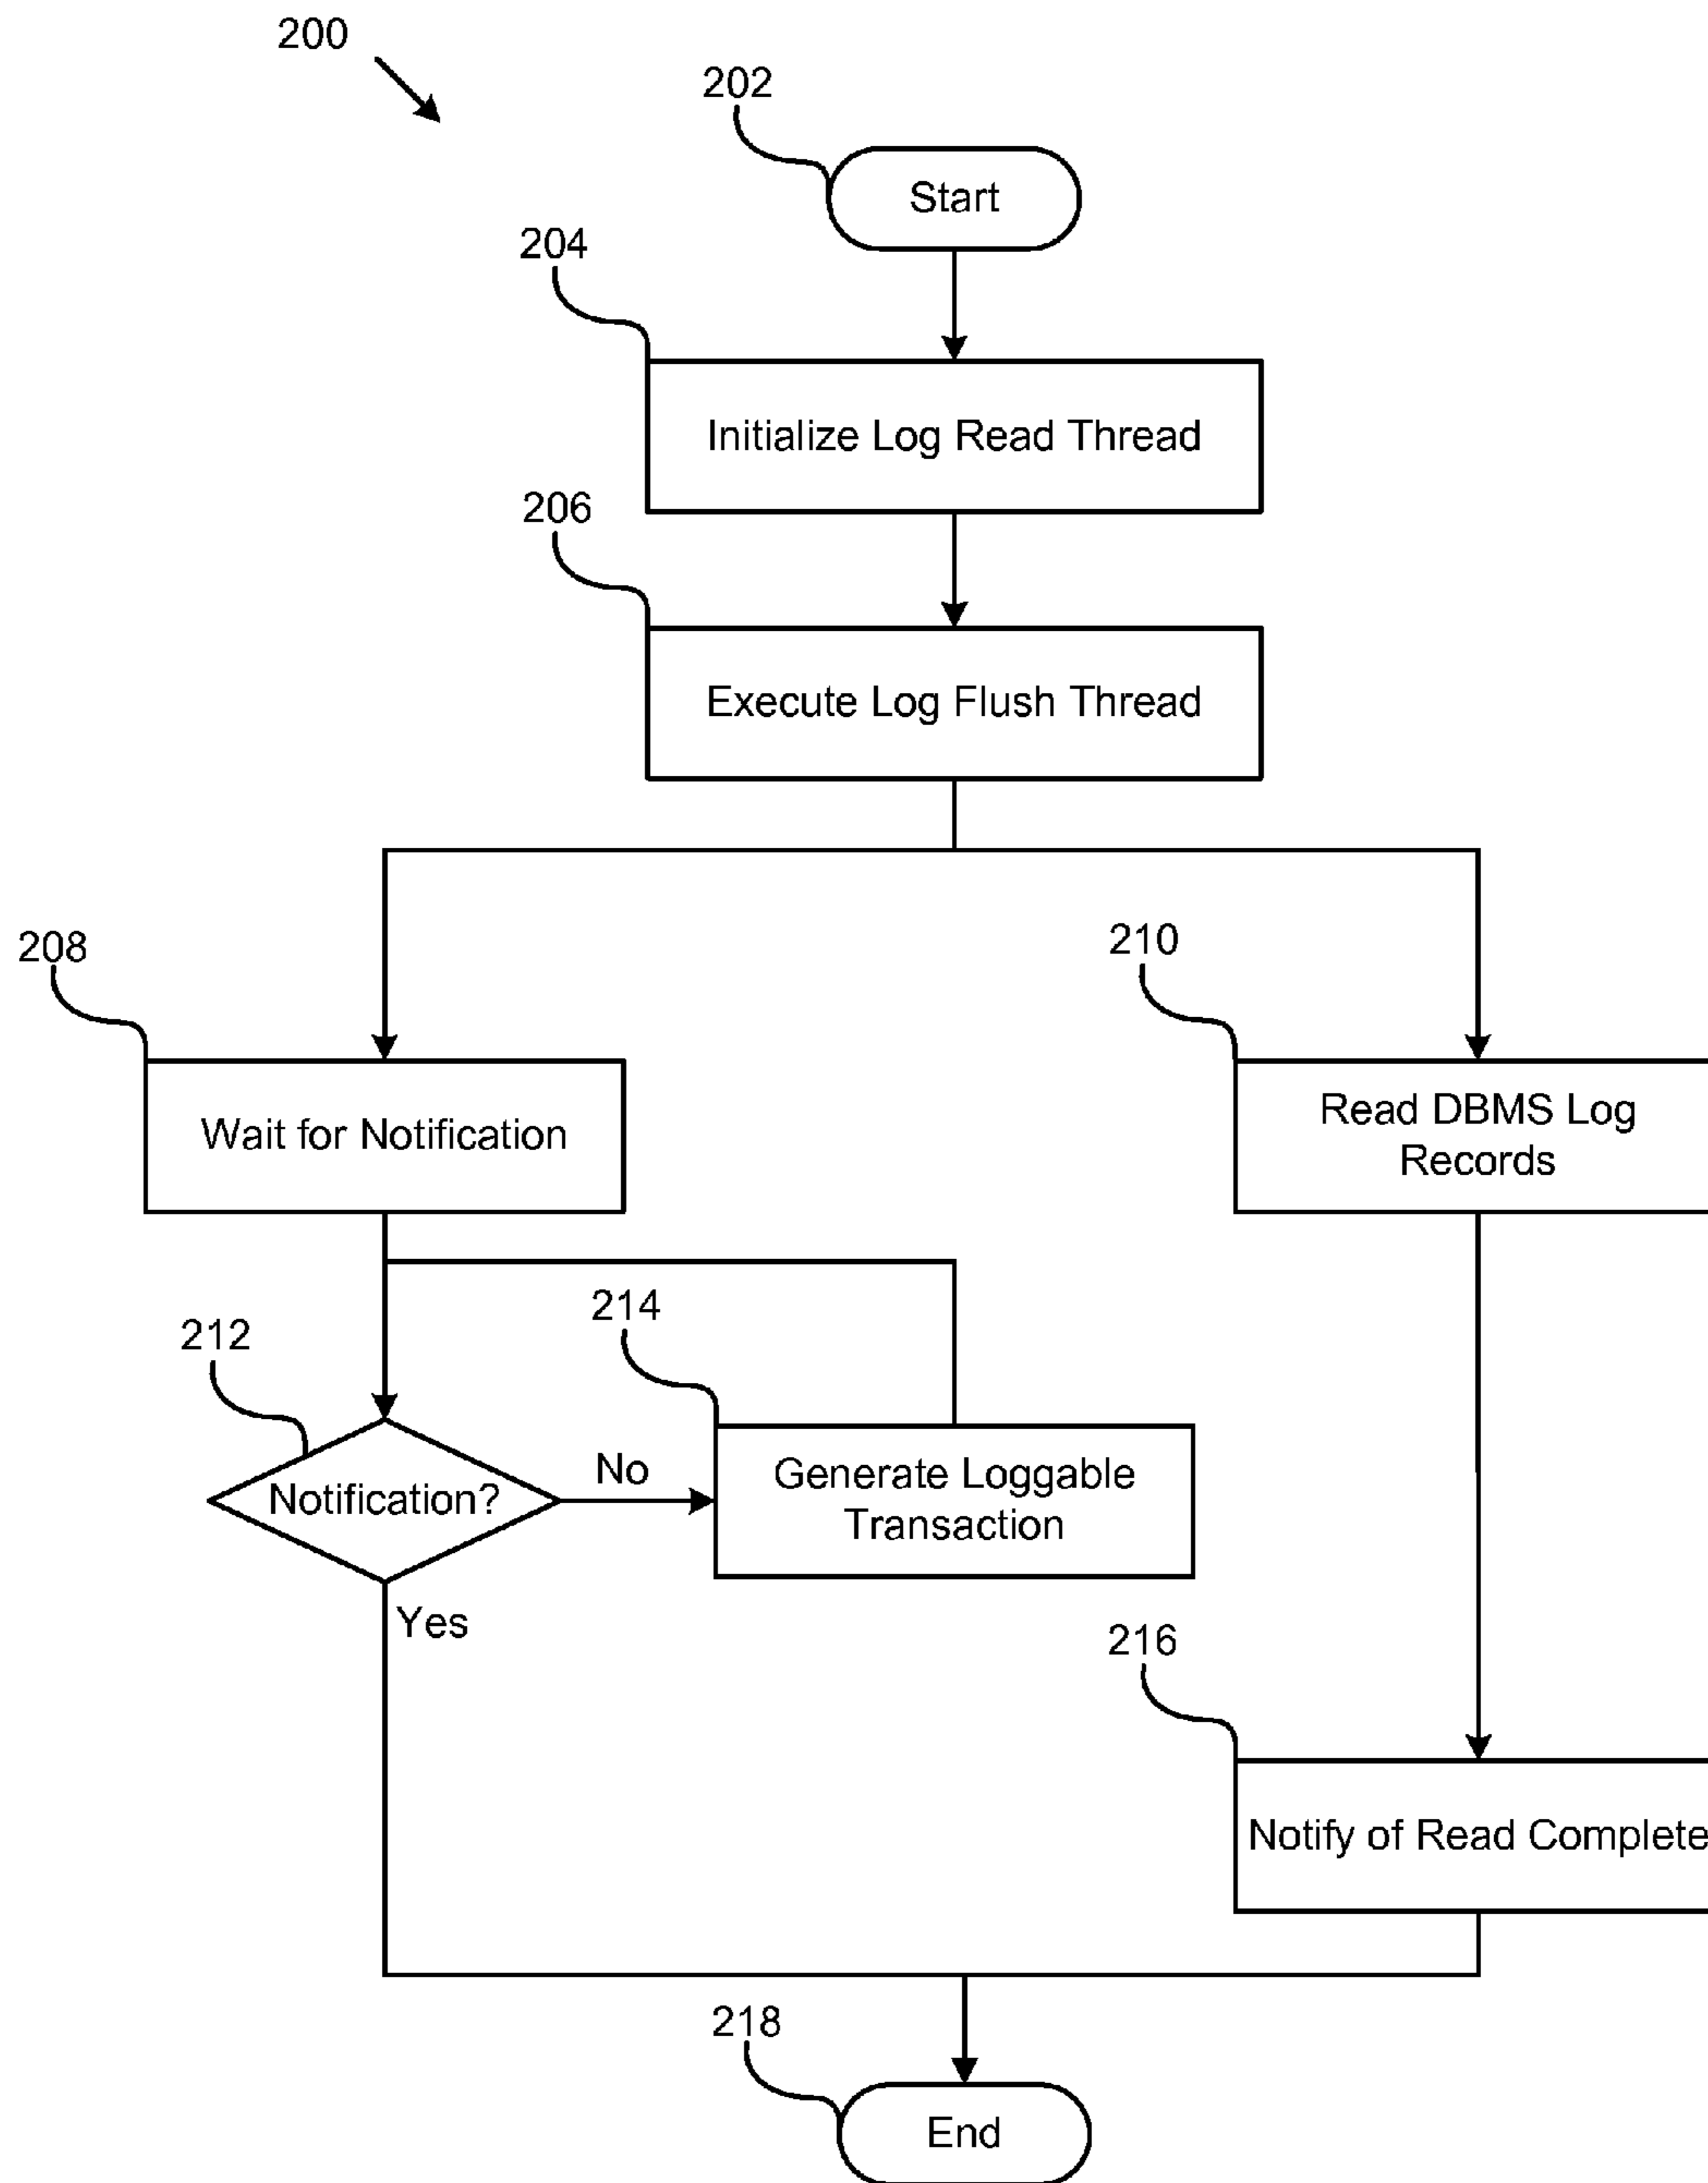 200
202
Start
204
Initialize Log Read Thread
206
Execute Log Flush Thread
208
210
Wait for Notification
Read DBMS Log
Records
212
214
Notification?
No
Generate Loggable
Transaction
Yes
216
Notify of Read Complete
218
End